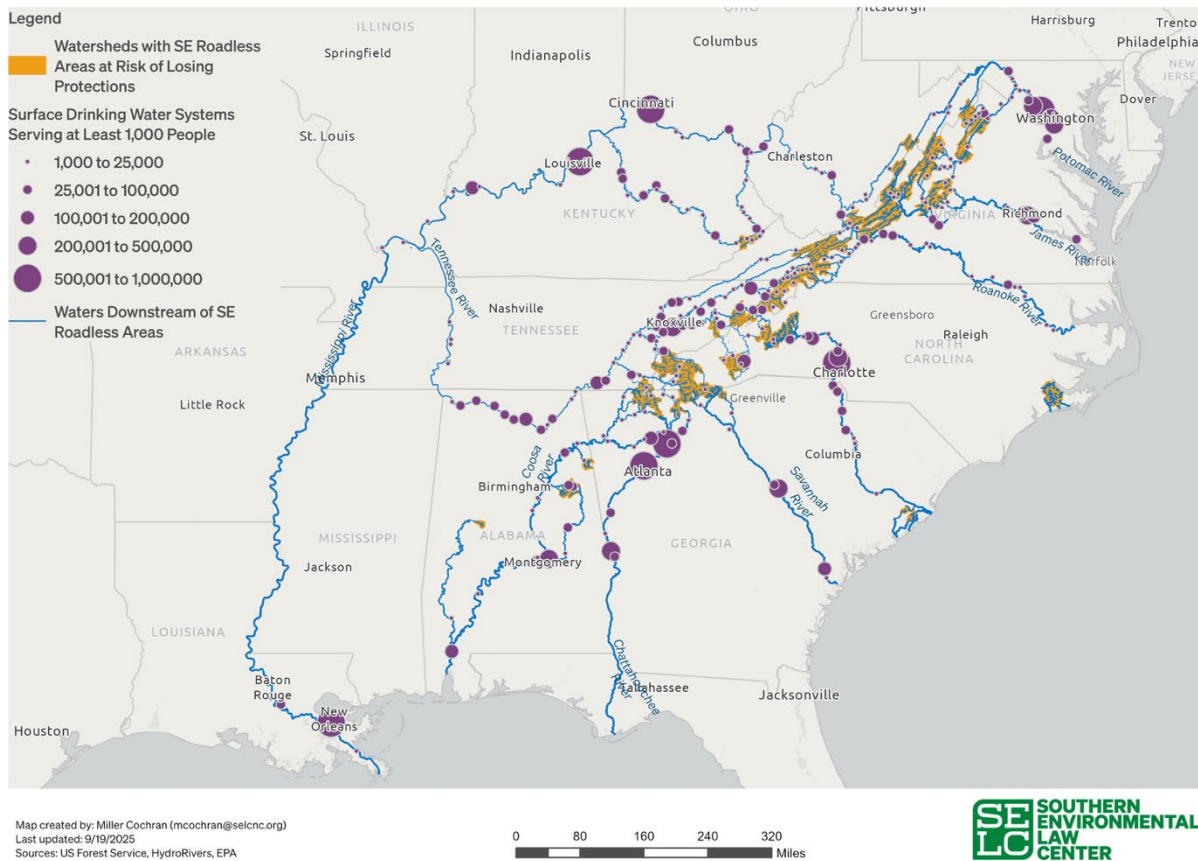 Legend
Watersheds with SE Roadless
Areas at Risk of Losing
Protections
Surface Drinking Water Systems
Serving at Least 1,000 People
1,000 to 25,000
25,001 to 100,000
100,001 to 200,000
200,001 to 500,000
500,001 to 1,000,000
Waters Downstream of SE
Roadless Areas
ILLINOIS
Springfield
Indianapolis
OHIO
Columbus
Pittsburgh
Harrisburg
Trento
Philadelphia
NEW
JERSEY
Dover
Washington
Potomac River
Cincinnati
St. Louis
Louisville
Charleston
KENTUCKY
VIRGINIA
Richmond
James River
Norfolk
Roanoke River
Tennessee River
Nashville
TENNESSEE
Knoxville
Greensboro
Raleigh
NORTH
CAROLINA
Charlotte
Mississippi River
ARKANSAS
Memphis
Little Rock
Greenville
Columbia
Coosa
River
Atlanta
Birmingham
Savannah
River
MISSISSIPPI
ALABAMA
GEORGIA
Jackson
Montgomery
LOUISIANA
Chattahoochee
River
Tallahassee
Jacksonville
Baton
Rouge
New
Orleans
Houston
Map created by: Miller Cochran (mcochran@selcnc.org)
Last updated: 9/19/2025
Sources: US Forest Service, HydroRivers, EPA
0 80 160 240 320
Miles
SE
LC
SOUTHERN
ENVIRONMENTAL
LAW
CENTER